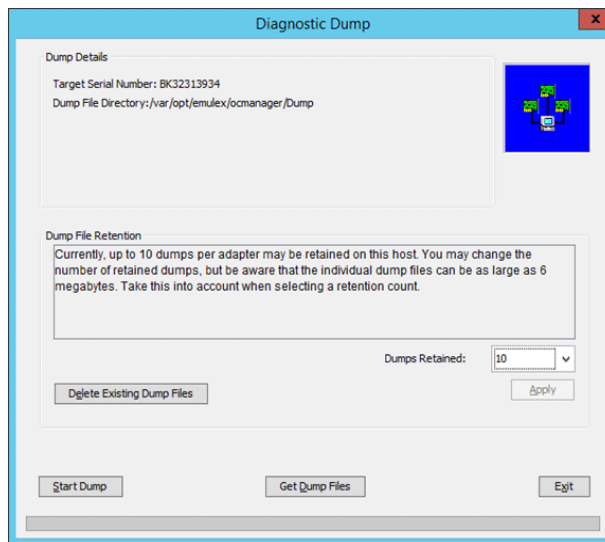 Diagnostic Dump
x
Dump Details
Target Serial Number: BK32313934
Dump File Directory:/var/opt/emulex/ocmanager/Dump
Dump File Retention
Currently, up to 10 dumps per adapter may be retained on this host. You may change the
number of retained dumps, but be aware that the individual dump files can be as large as 6
megabytes. Take this into account when selecting a retention count.
Dumps Retained: 10
Delete Existing Dump Files
Apply
Start Dump
Get Dump Files
Exit